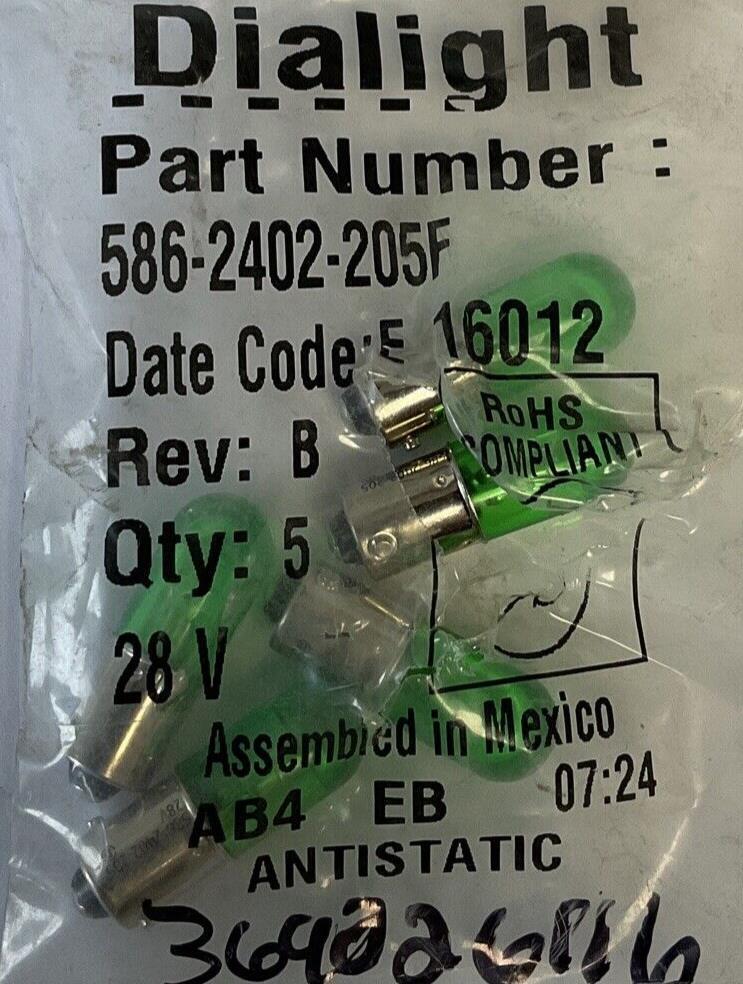 Dialight
Part Number :
586-2402-205F
Date Code: E 16012
Rev: B
RoHS
COMPLIANT
Qty: 5
28 V
Assembled in Mexico
AB4 EB 07:24
ANTISTATIC